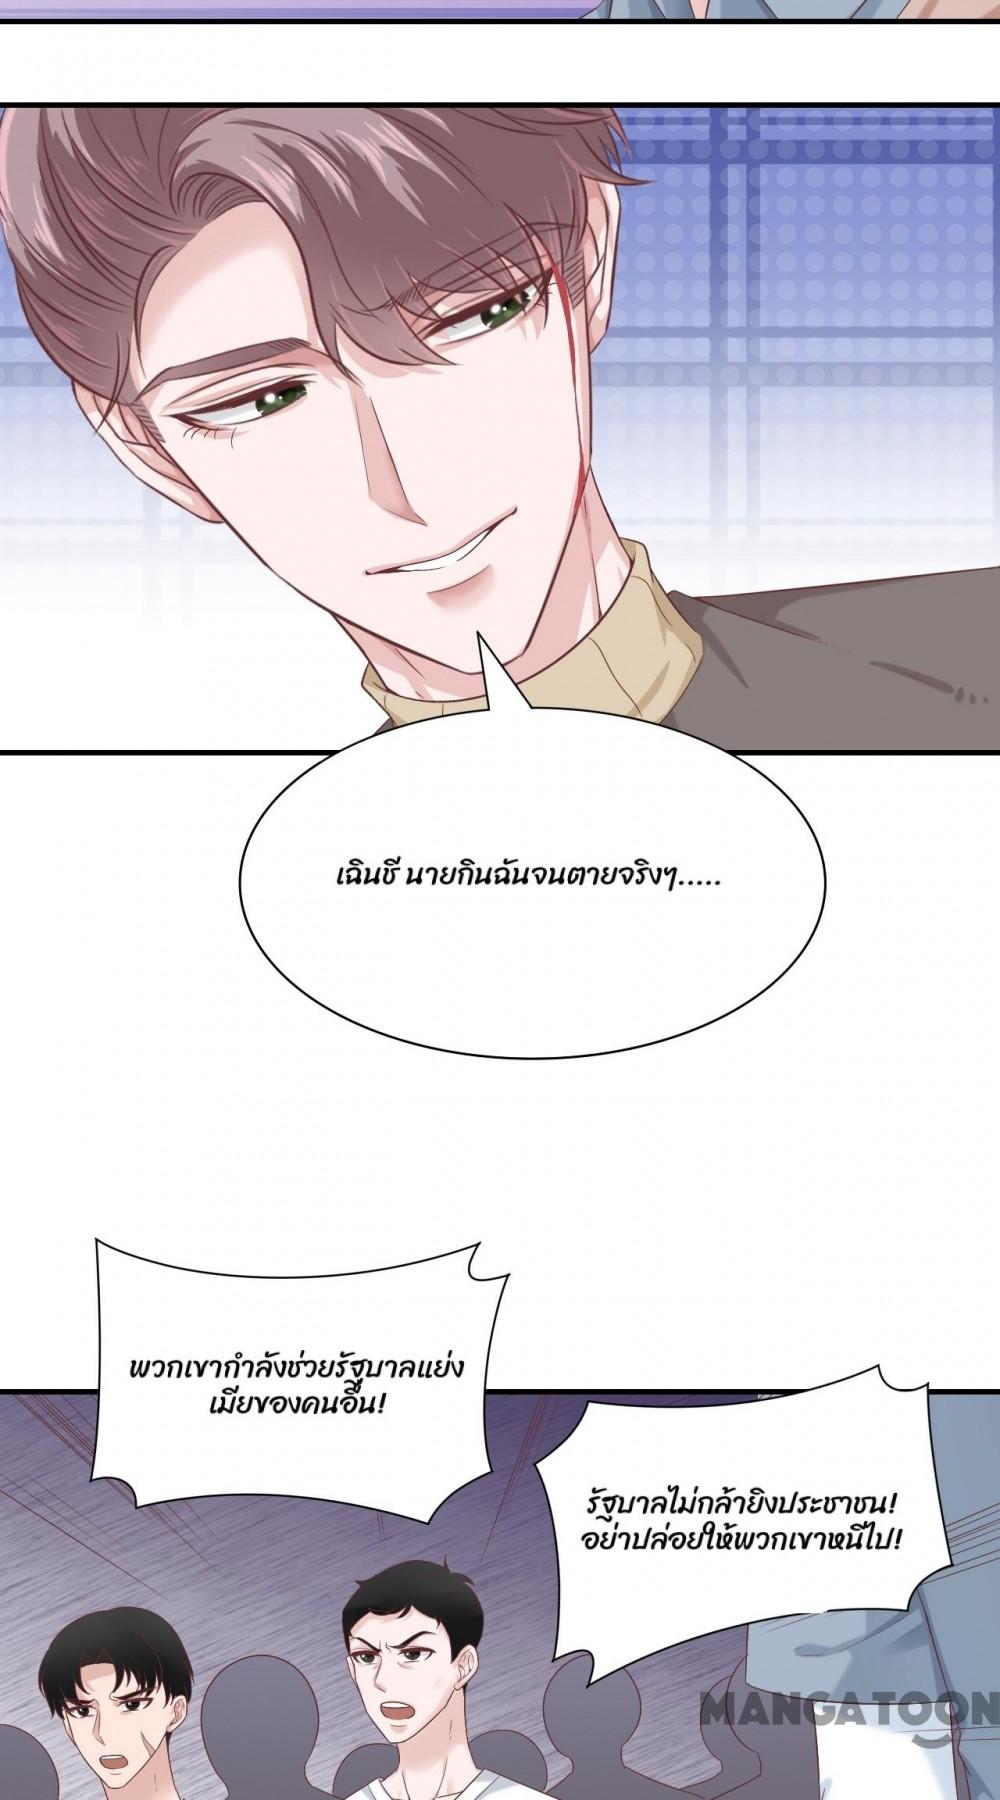 เฉินชี นายกินฉันจนตายจริงๆ.....
พวกเขากำลังช่วยรัฐบาลแย่ง
เมียของคนอื่น!
รัฐบาลไม่กล้ายิงประชาชน!
อย่าปล่อยให้พวกเขาหนีไป!
MANGATOON